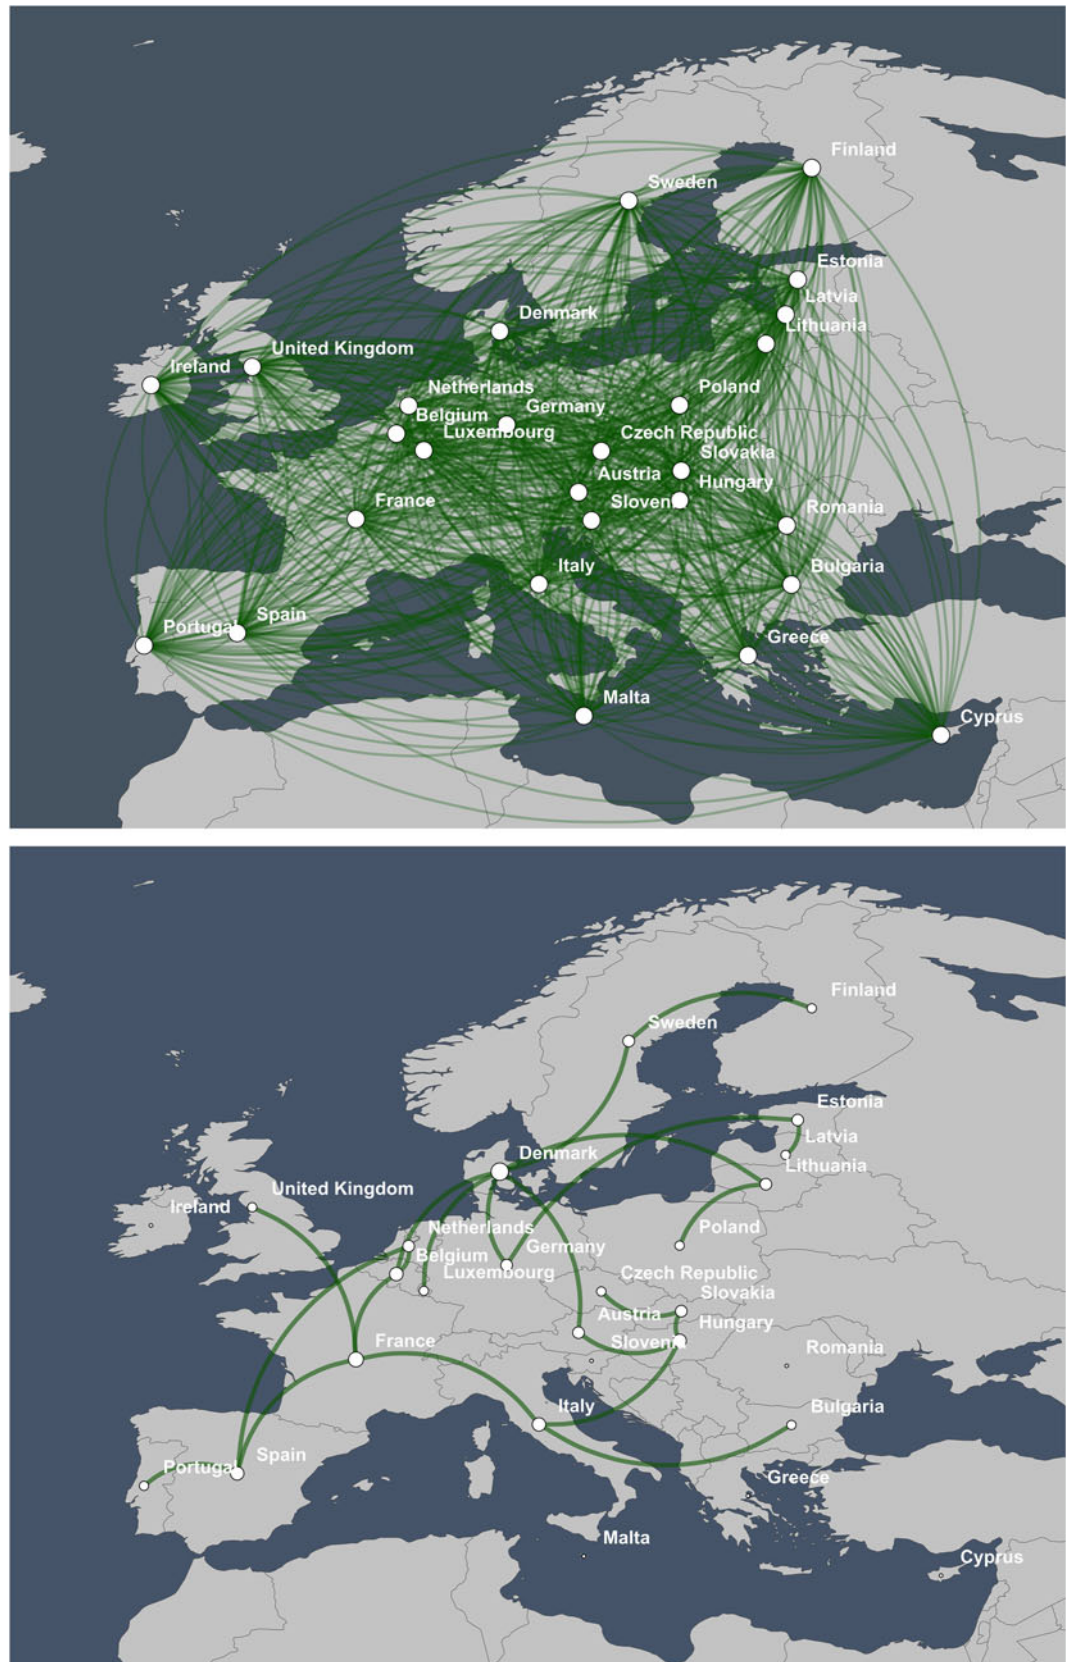 Finland
Sweden
Estonia
Latvia
Denmark
Lithuania
United Kingdom
Ireland
Netherlands
Poland
Belgium
Germany
Luxembourg
Czech Republic
Slovakia
Austria
Hungary
France
Slovenia
Romania
Italy
Bulgaria
Spain
Portugal
Greece
Malta
Cyprus
Finland
Sweden
Estonia
Latvia
Denmark
Lithuania
United Kingdom
Ireland
Netherlands
Poland
Belgium
Germany
Luxembourg
Czech Republic
Slovakia
Austria
Hungary
France
Slovenia
Romania
Italy
Bulgaria
Spain
Portugal
Greece
Malta
Cyprus